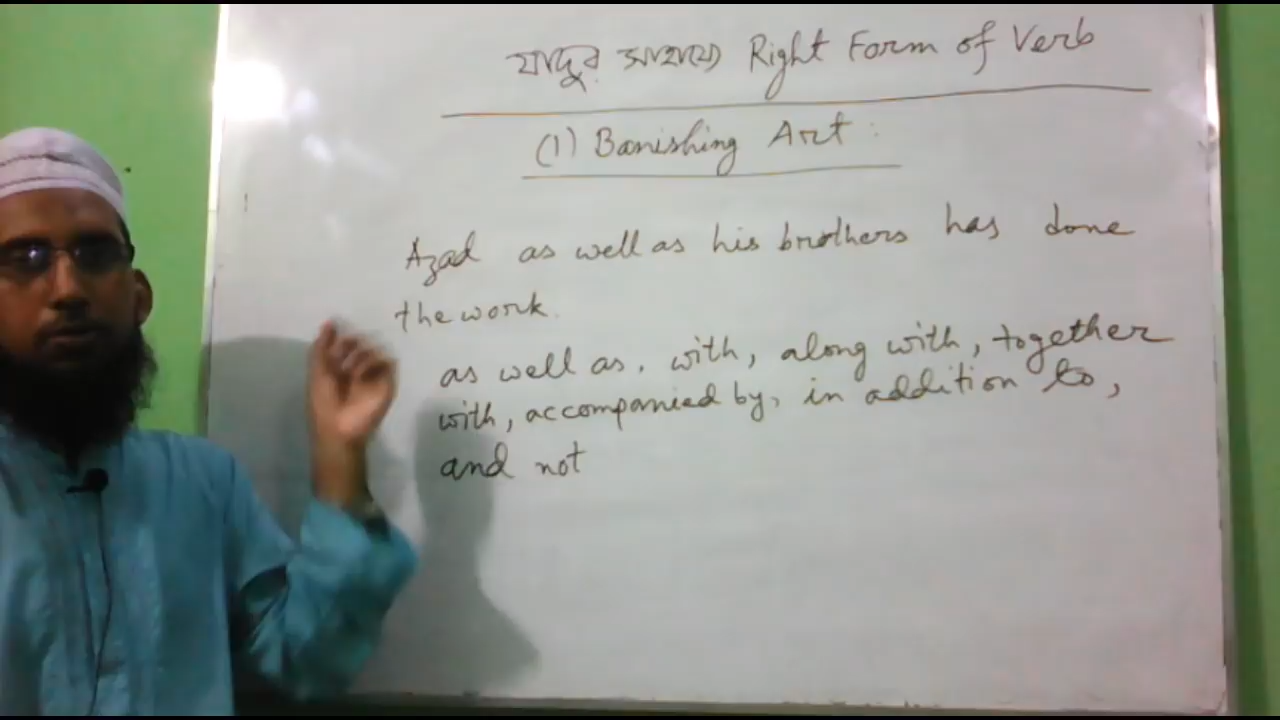 যাদুর সাহায্যে Right Form of Verb
(1) Banishing Art :
Azad as well as his brothers has done
the work.
as well as, with, along with, together
with, accompanied by, in addition to,
and not